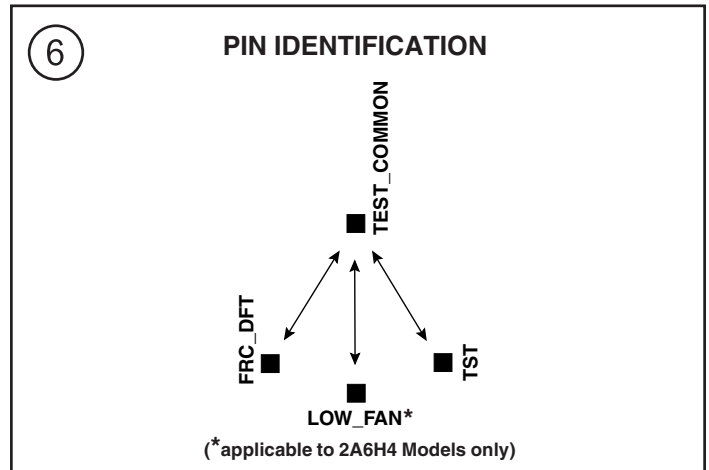 6
PIN IDENTIFICATION
TEST_COMMON
FRC_DFT
TST
LOW_FAN*
(*applicable to 2A6H4 Models only)